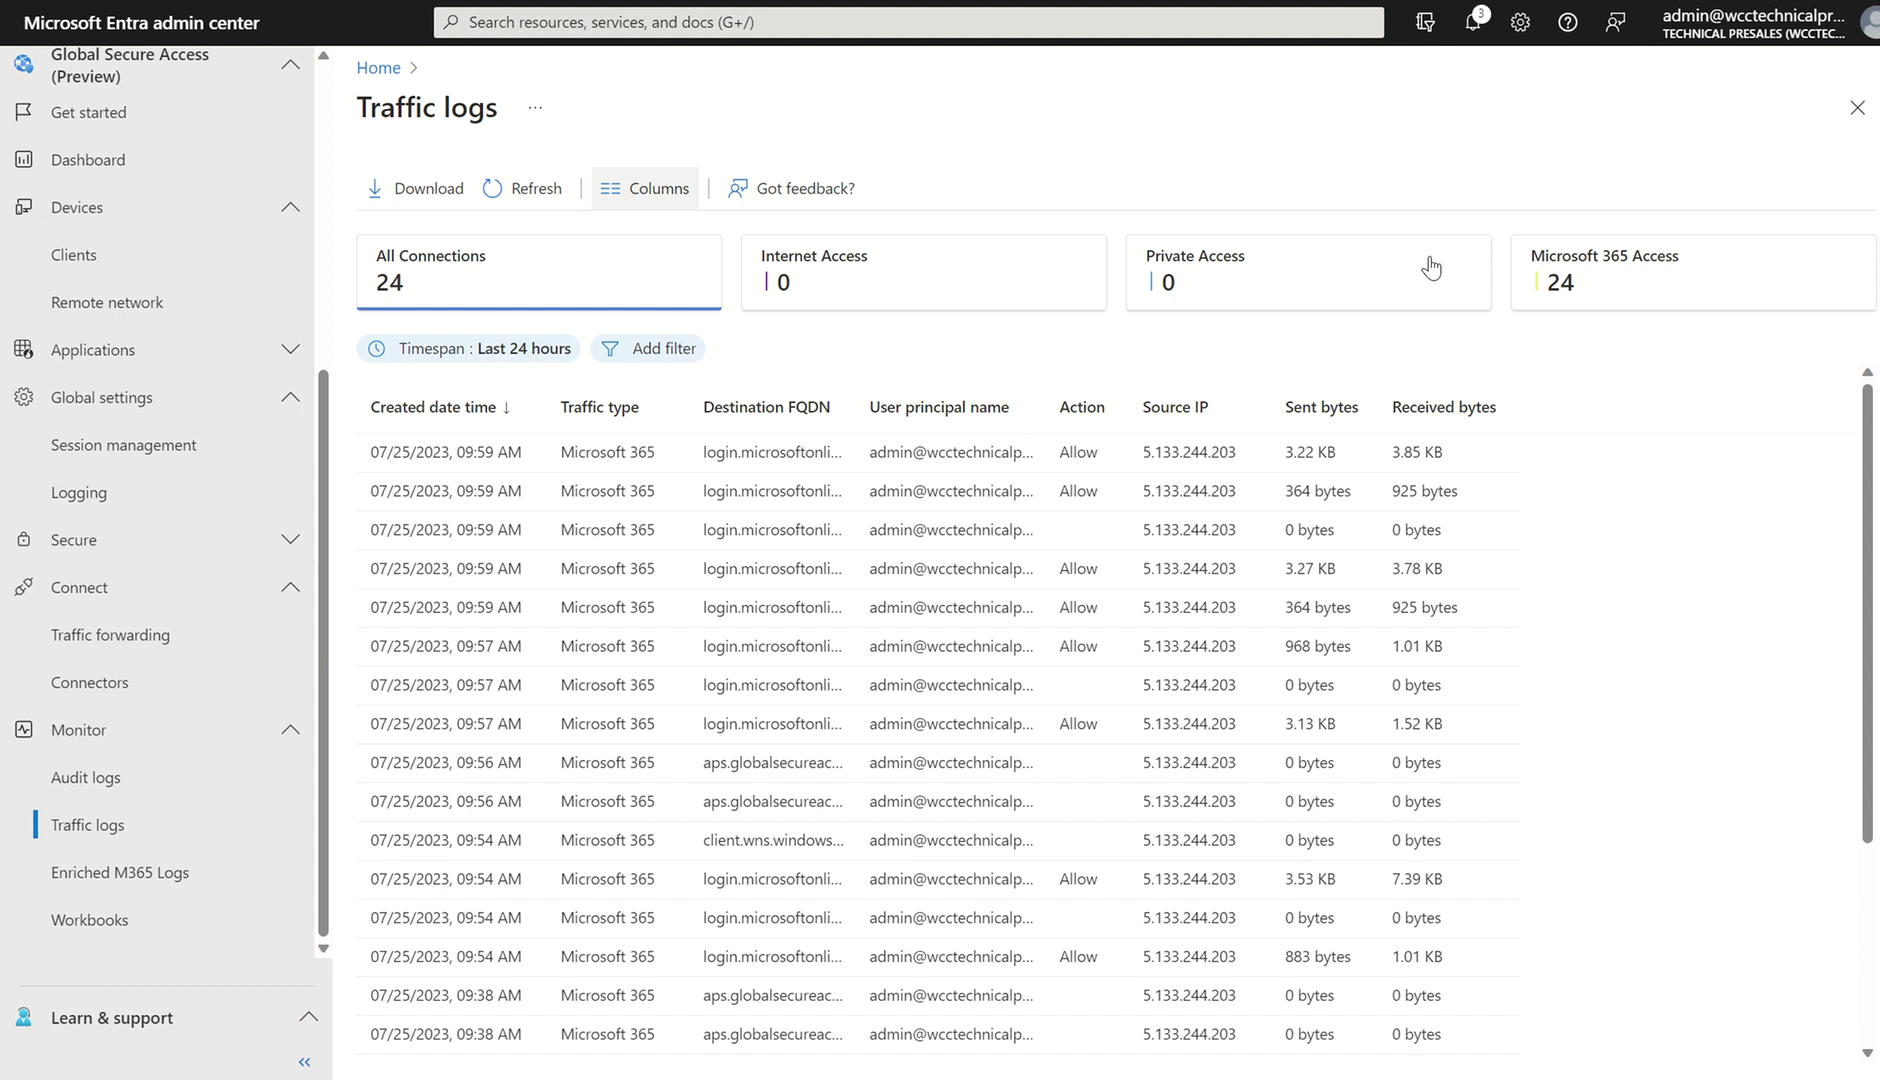 Microsoft Entra admin center
Search resources, services, and docs (G+/)
3
admin@wcctechnicalpr...
TECHNICAL PRESALES (WCCTEC...
Global Secure Access
(Preview)
Get started
Dashboard
Devices
Clients
Remote network
Applications
Global settings
Session management
Logging
Secure
Connect
Traffic forwarding
Connectors
Monitor
Audit logs
Traffic logs
Enriched M365 Logs
Workbooks
Learn & support
Home
Traffic logs ...
Download Refresh Columns Got feedback?
All Connections
24
Internet Access
0
Private Access
0
Microsoft 365 Access
24
Timespan : Last 24 hours Add filter
Created date time ↓ Traffic type Destination FQDN User principal name Action Source IP Sent bytes Received bytes
07/25/2023, 09:59 AM Microsoft 365 login.microsoftonli... admin@wcctechnicalp... Allow 5.133.244.203 3.22 KB 3.85 KB
07/25/2023, 09:59 AM Microsoft 365 login.microsoftonli... admin@wcctechnicalp... Allow 5.133.244.203 364 bytes 925 bytes
07/25/2023, 09:59 AM Microsoft 365 login.microsoftonli... admin@wcctechnicalp... 5.133.244.203 0 bytes 0 bytes
07/25/2023, 09:59 AM Microsoft 365 login.microsoftonli... admin@wcctechnicalp... Allow 5.133.244.203 3.27 KB 3.78 KB
07/25/2023, 09:59 AM Microsoft 365 login.microsoftonli... admin@wcctechnicalp... Allow 5.133.244.203 364 bytes 925 bytes
07/25/2023, 09:57 AM Microsoft 365 login.microsoftonli... admin@wcctechnicalp... Allow 5.133.244.203 968 bytes 1.01 KB
07/25/2023, 09:57 AM Microsoft 365 login.microsoftonli... admin@wcctechnicalp... 5.133.244.203 0 bytes 0 bytes
07/25/2023, 09:57 AM Microsoft 365 login.microsoftonli... admin@wcctechnicalp... Allow 5.133.244.203 3.13 KB 1.52 KB
07/25/2023, 09:56 AM Microsoft 365 aps.globalsecureac... admin@wcctechnicalp... 5.133.244.203 0 bytes 0 bytes
07/25/2023, 09:56 AM Microsoft 365 aps.globalsecureac... admin@wcctechnicalp... 5.133.244.203 0 bytes 0 bytes
07/25/2023, 09:54 AM Microsoft 365 client.wns.windows... admin@wcctechnicalp... 5.133.244.203 0 bytes 0 bytes
07/25/2023, 09:54 AM Microsoft 365 login.microsoftonli... admin@wcctechnicalp... Allow 5.133.244.203 3.53 KB 7.39 KB
07/25/2023, 09:54 AM Microsoft 365 login.microsoftonli... admin@wcctechnicalp... 5.133.244.203 0 bytes 0 bytes
07/25/2023, 09:54 AM Microsoft 365 login.microsoftonli... admin@wcctechnicalp... Allow 5.133.244.203 883 bytes 1.01 KB
07/25/2023, 09:38 AM Microsoft 365 aps.globalsecureac... admin@wcctechnicalp... 5.133.244.203 0 bytes 0 bytes
07/25/2023, 09:38 AM Microsoft 365 aps.globalsecureac... admin@wcctechnicalp... 5.133.244.203 0 bytes 0 bytes